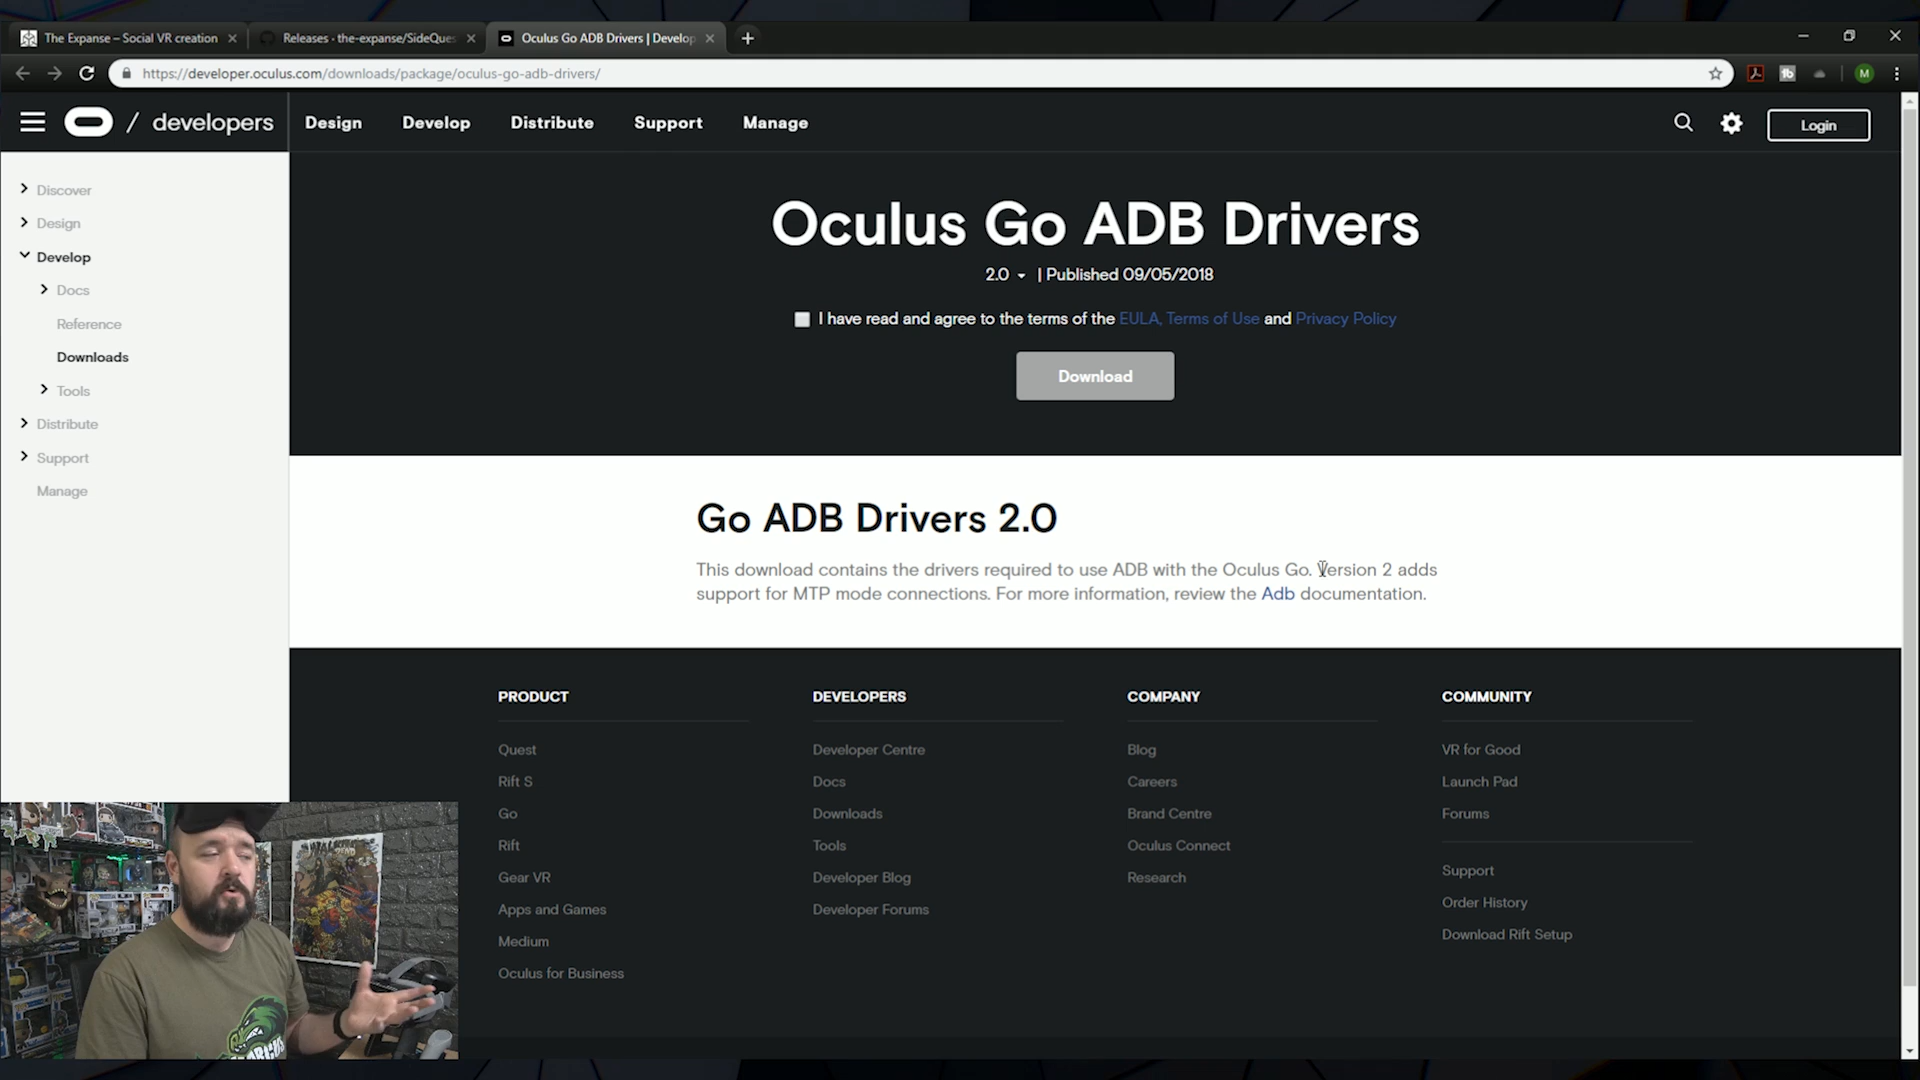 The Expanse – Social VR creation
Releases · the-expanse/SideQues
Oculus Go ADB Drivers | Develop
https://developer.oculus.com/downloads/package/oculus-go-adb-drivers/
M
/ developers
Design
Develop
Distribute
Support
Manage
Login
Discover
Design
Develop
Docs
Reference
Downloads
Tools
Distribute
Support
Manage
Oculus Go ADB Drivers
2.0 | Published 09/05/2018
I have read and agree to the terms of the EULA, Terms of Use and Privacy Policy
Download
Go ADB Drivers 2.0
This download contains the drivers required to use ADB with the Oculus Go. Version 2 adds
support for MTP mode connections. For more information, review the Adb documentation.
PRODUCT
Quest
Rift S
Go
Rift
Gear VR
Apps and Games
Medium
Oculus for Business
DEVELOPERS
Developer Centre
Docs
Downloads
Tools
Developer Blog
Developer Forums
COMPANY
Blog
Careers
Brand Centre
Oculus Connect
Research
COMMUNITY
VR for Good
Launch Pad
Forums
Support
Order History
Download Rift Setup